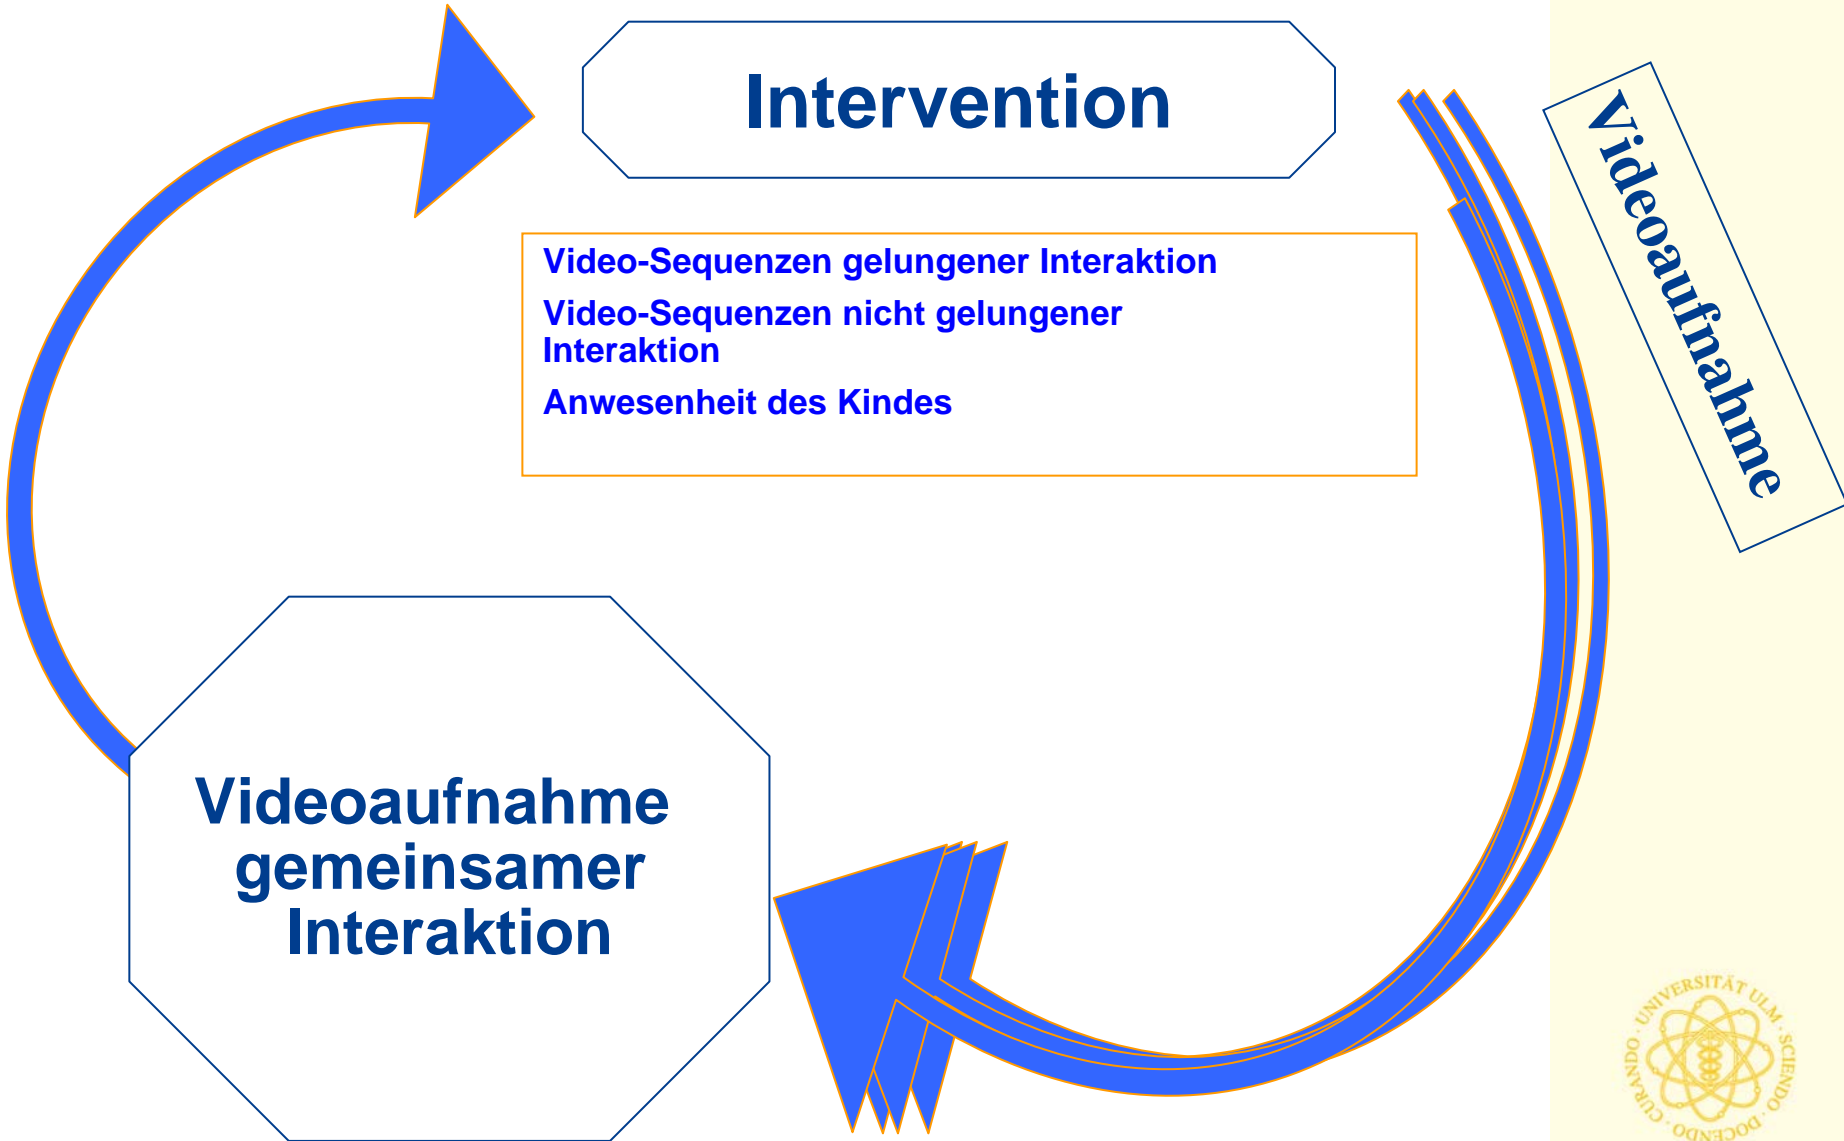 Intervention
Videoaufnahme
Video-Sequenzen gelungener Interaktion
Video-Sequenzen nicht gelungener
Interaktion
Anwesenheit des Kindes
Videoaufnahme
gemeinsamer
Interaktion
UNIVERSITÄT ULM · SCIENDO · DOCENDO · CURANDO ·